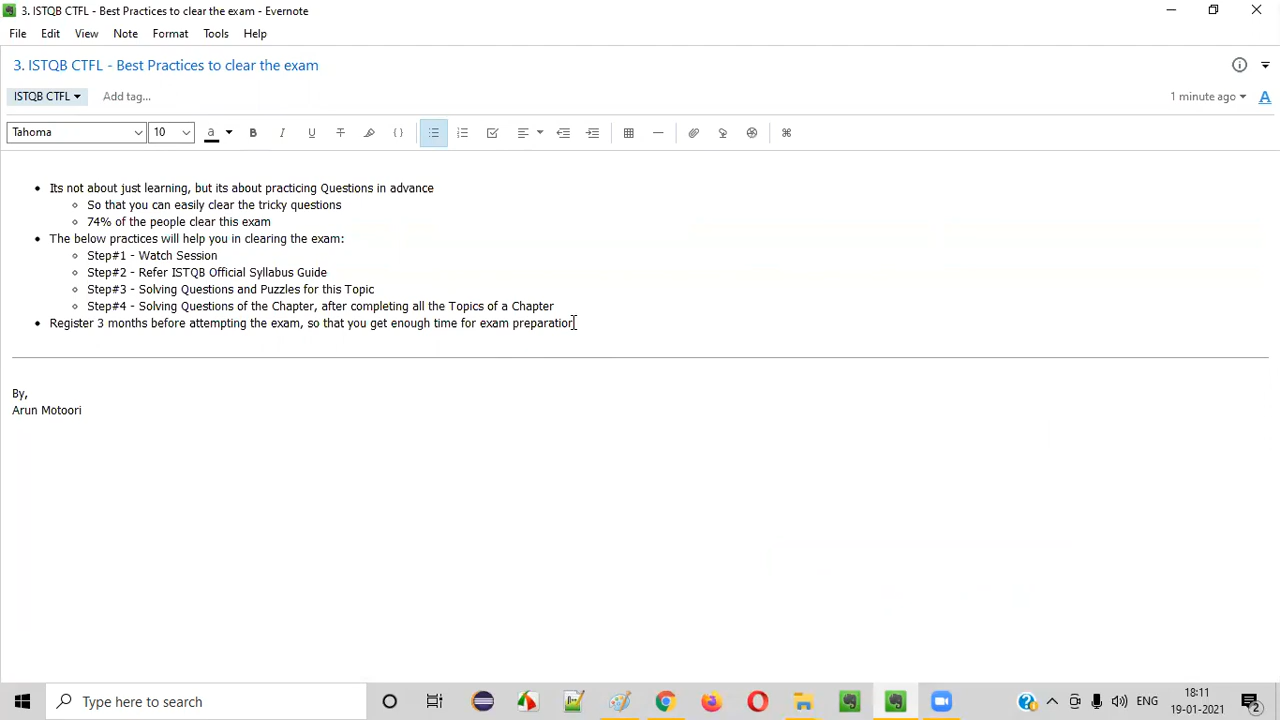 3. ISTQB CTFL - Best Practices to clear the exam - Evernote
File Edit View Note Format Tools Help
3. ISTQB CTFL - Best Practices to clear the exam
ISTQB CTFL Add tag... 1 minute ago
Tahoma 10
Its not about just learning, but its about practicing Questions in advance
So that you can easily clear the tricky questions
74% of the people clear this exam
The below practices will help you in clearing the exam:
Step#1 - Watch Session
Step#2 - Refer ISTQB Official Syllabus Guide
Step#3 - Solving Questions and Puzzles for this Topic
Step#4 - Solving Questions of the Chapter, after completing all the Topics of a Chapter
Register 3 months before attempting the exam, so that you get enough time for exam preparation
By,
Arun Motoori
Type here to search ENG 18:11
19-01-2021 2